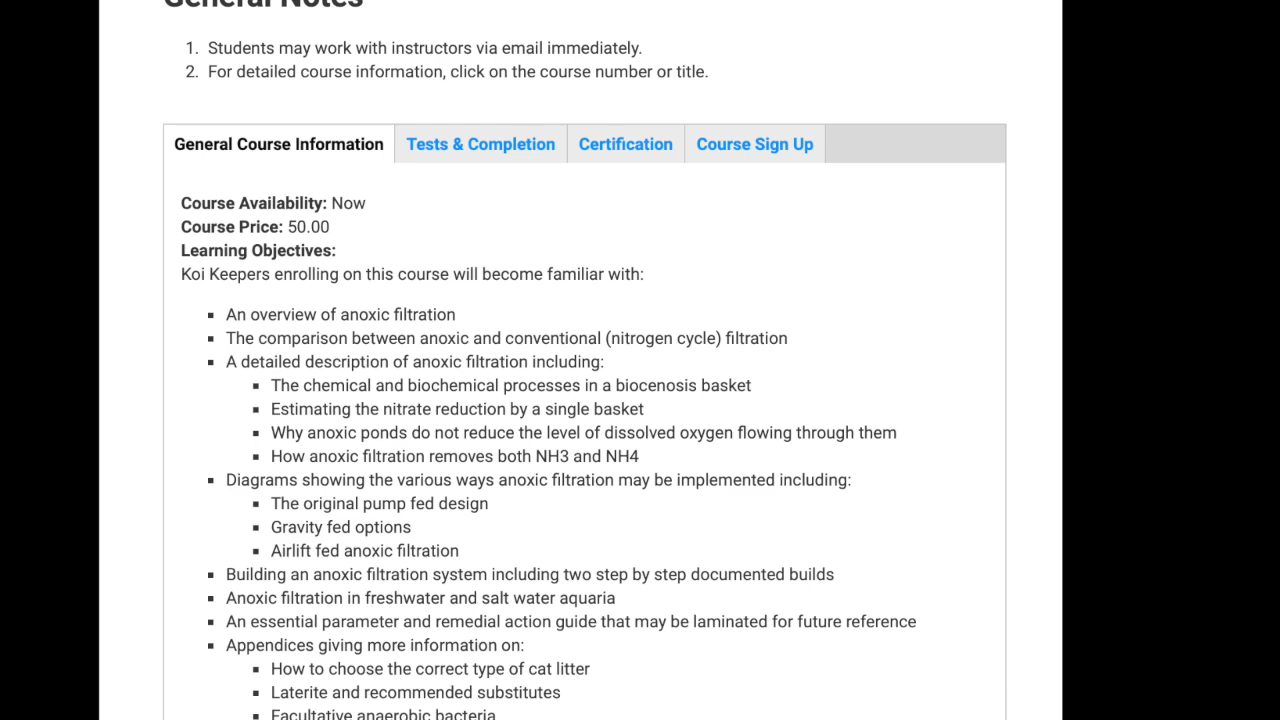 General Notes
1. Students may work with instructors via email immediately.
2. For detailed course information, click on the course number or title.
General Course Information Tests & Completion Certification Course Sign Up
Course Availability: Now
Course Price: 50.00
Learning Objectives:
Koi Keepers enrolling on this course will become familiar with:
▪ An overview of anoxic filtration
▪ The comparison between anoxic and conventional (nitrogen cycle) filtration
▪ A detailed description of anoxic filtration including:
▪ The chemical and biochemical processes in a biocenosis basket
▪ Estimating the nitrate reduction by a single basket
▪ Why anoxic ponds do not reduce the level of dissolved oxygen flowing through them
▪ How anoxic filtration removes both NH3 and NH4
▪ Diagrams showing the various ways anoxic filtration may be implemented including:
▪ The original pump fed design
▪ Gravity fed options
▪ Airlift fed anoxic filtration
▪ Building an anoxic filtration system including two step by step documented builds
▪ Anoxic filtration in freshwater and salt water aquaria
▪ An essential parameter and remedial action guide that may be laminated for future reference
▪ Appendices giving more information on:
▪ How to choose the correct type of cat litter
▪ Laterite and recommended substitutes
▪ Facultative anaerobic bacteria